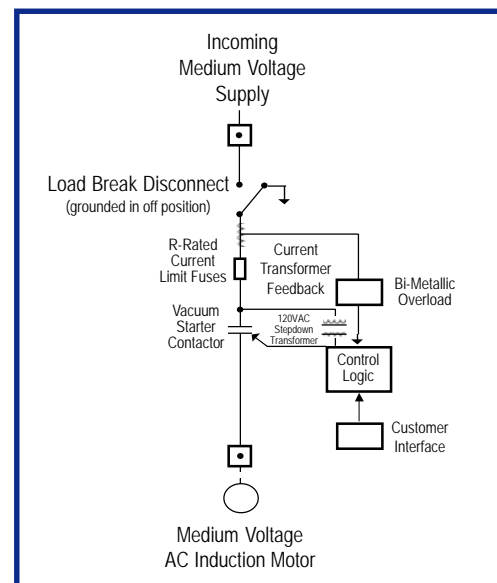 Incoming
Medium Voltage
Supply
Load Break Disconnect
(grounded in off position)
R-Rated
Current
Limit Fuses
Current
Transformer
Feedback
Bi-Metallic
Overload
Vacuum
Starter
Contactor
120VAC
Stepdown
Transformer
Control
Logic
Customer
Interface
Medium Voltage
AC Induction Motor